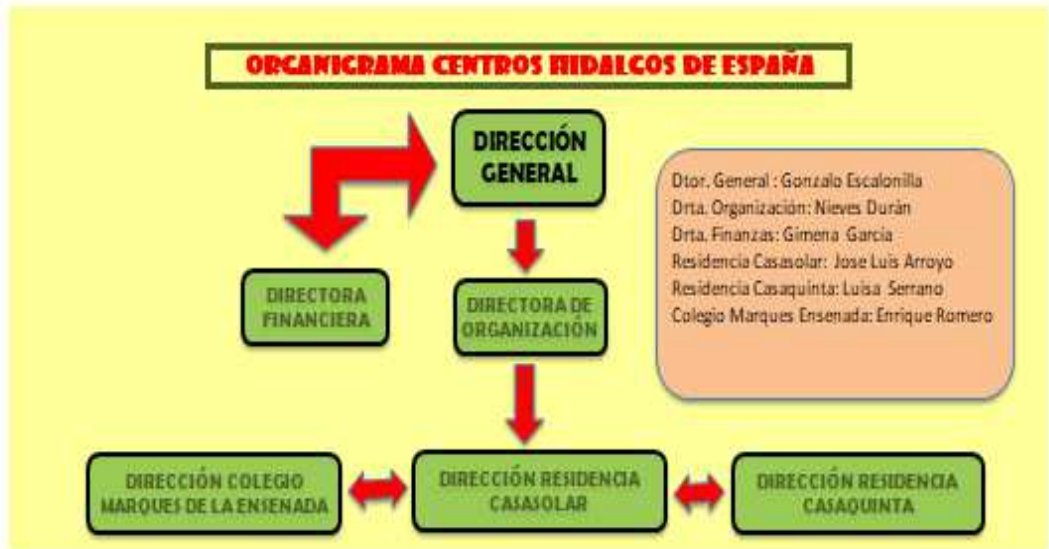 ORGANIGRAMA CENTROS HIDALGOS DE ESPAÑA
DIRECCIÓN
GENERAL
Dtor. General : Gonzalo Escalonilla
Drta. Organización: Nieves Durán
Drta. Finanzas: Gimena García
Residencia Casasolar: Jose Luis Arroyo
Residencia Casaquinta: Luisa Serrano
Colegio Marques Ensenada: Enrique Romero
DIRECTORA
FINANCIERA
DIRECTORA DE
ORGANIZACIÓN
DIRECCIÓN COLEGIO
MARQUES DE LA ENSENADA
DIRECCIÓN RESIDENCIA
CASASOLAR
DIRECCIÓN RESIDENCIA
CASAQUINTA